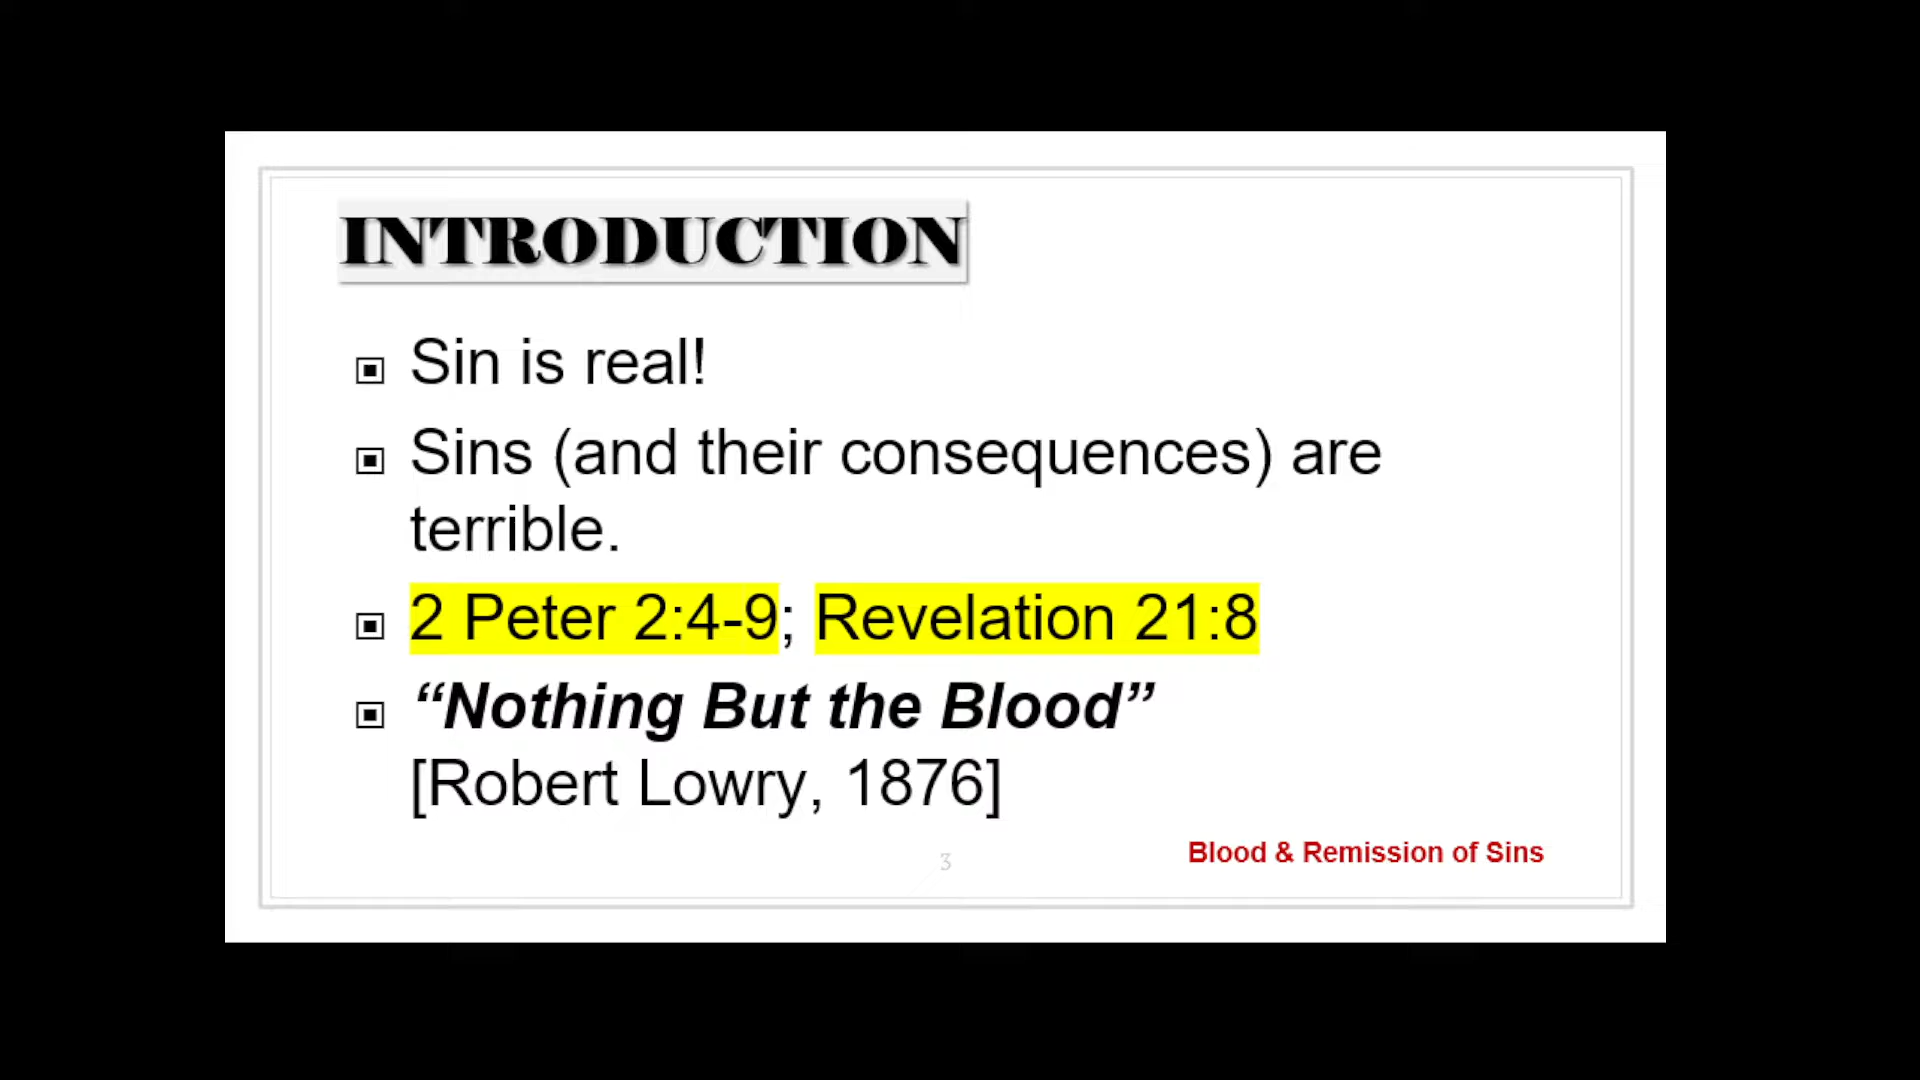 INTRODUCTION
Sin is real!
Sins (and their consequences) are
terrible.
2 Peter 2:4-9; Revelation 21:8
“Nothing But the Blood”
[Robert Lowry, 1876]
3
Blood & Remission of Sins